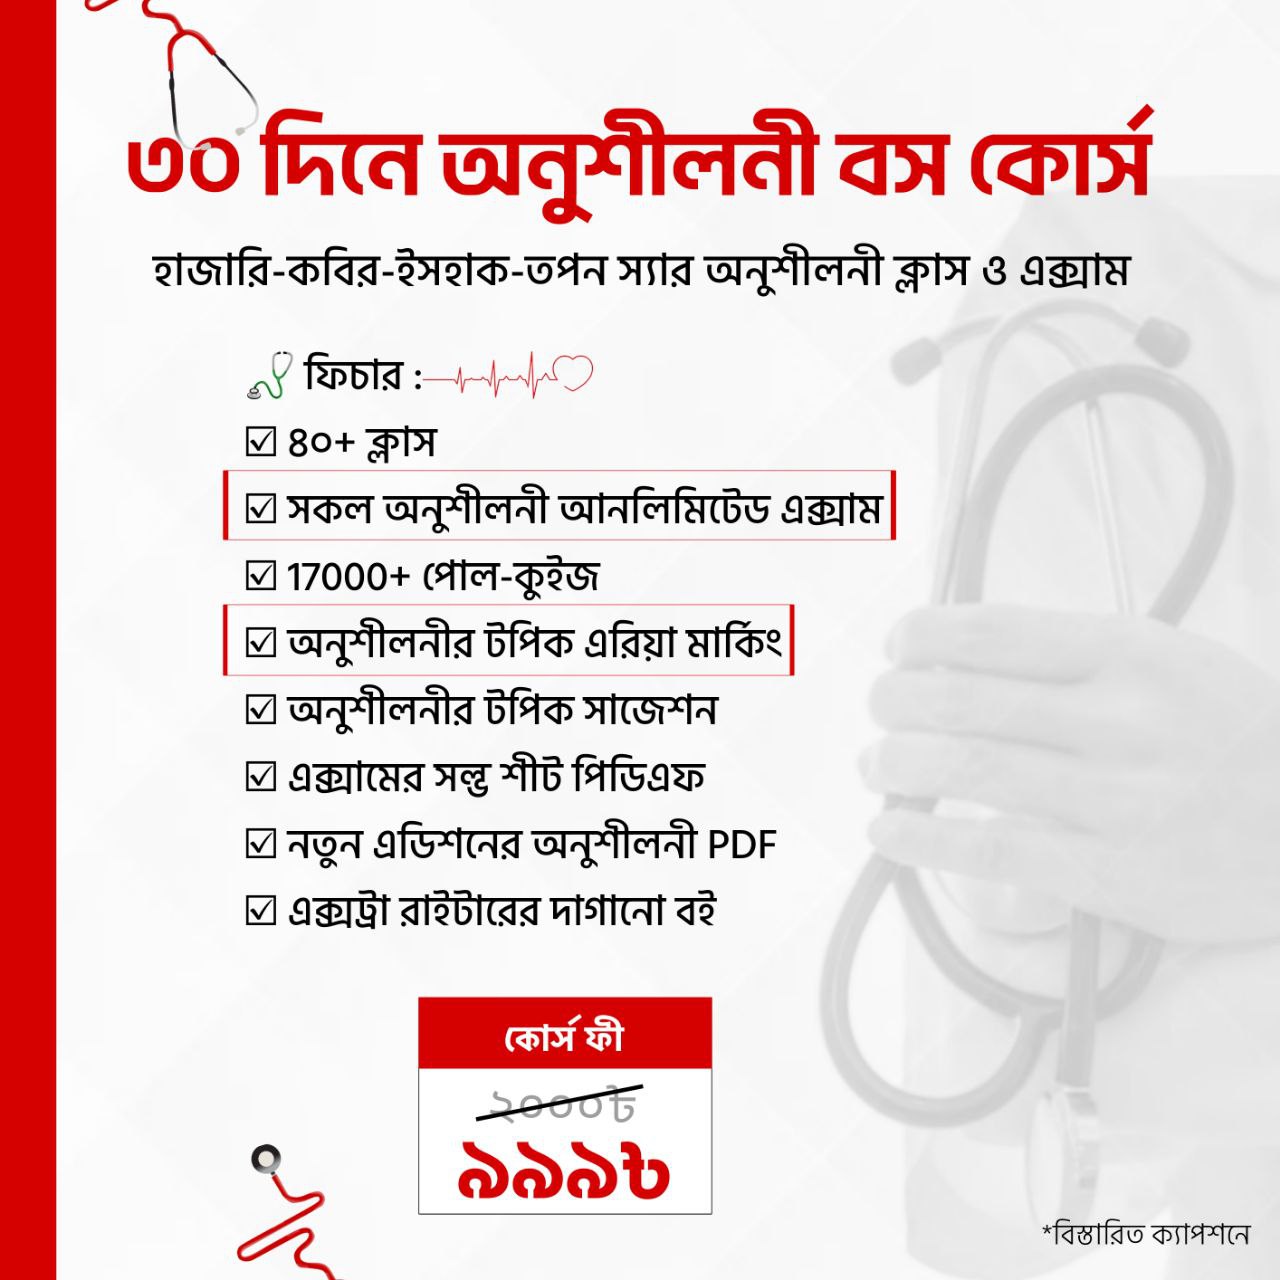 ৩০ দিনে অনুশীলনী বস কোর্স
হাজারি-কবির-ইসহাক-তপন স্যার অনুশীলনী ক্লাস ও এক্সাম
ফিচার :
☑ ৪০+ ক্লাস
☑ সকল অনুশীলনী আনলিমিটেড এক্সাম
☑ 17000+ পোল-কুইজ
☑ অনুশীলনীর টপিক এরিয়া মার্কিং
☑ অনুশীলনীর টপিক সাজেশন
☑ এক্সামের সল্ভ শীট পিডিএফ
☑ নতুন এডিশনের অনুশীলনী PDF
☑ এক্সট্রা রাইটারের দাগানো বই
কোর্স ফী
২০০০৳
৯৯৯৳
*বিস্তারিত ক্যাপশনে